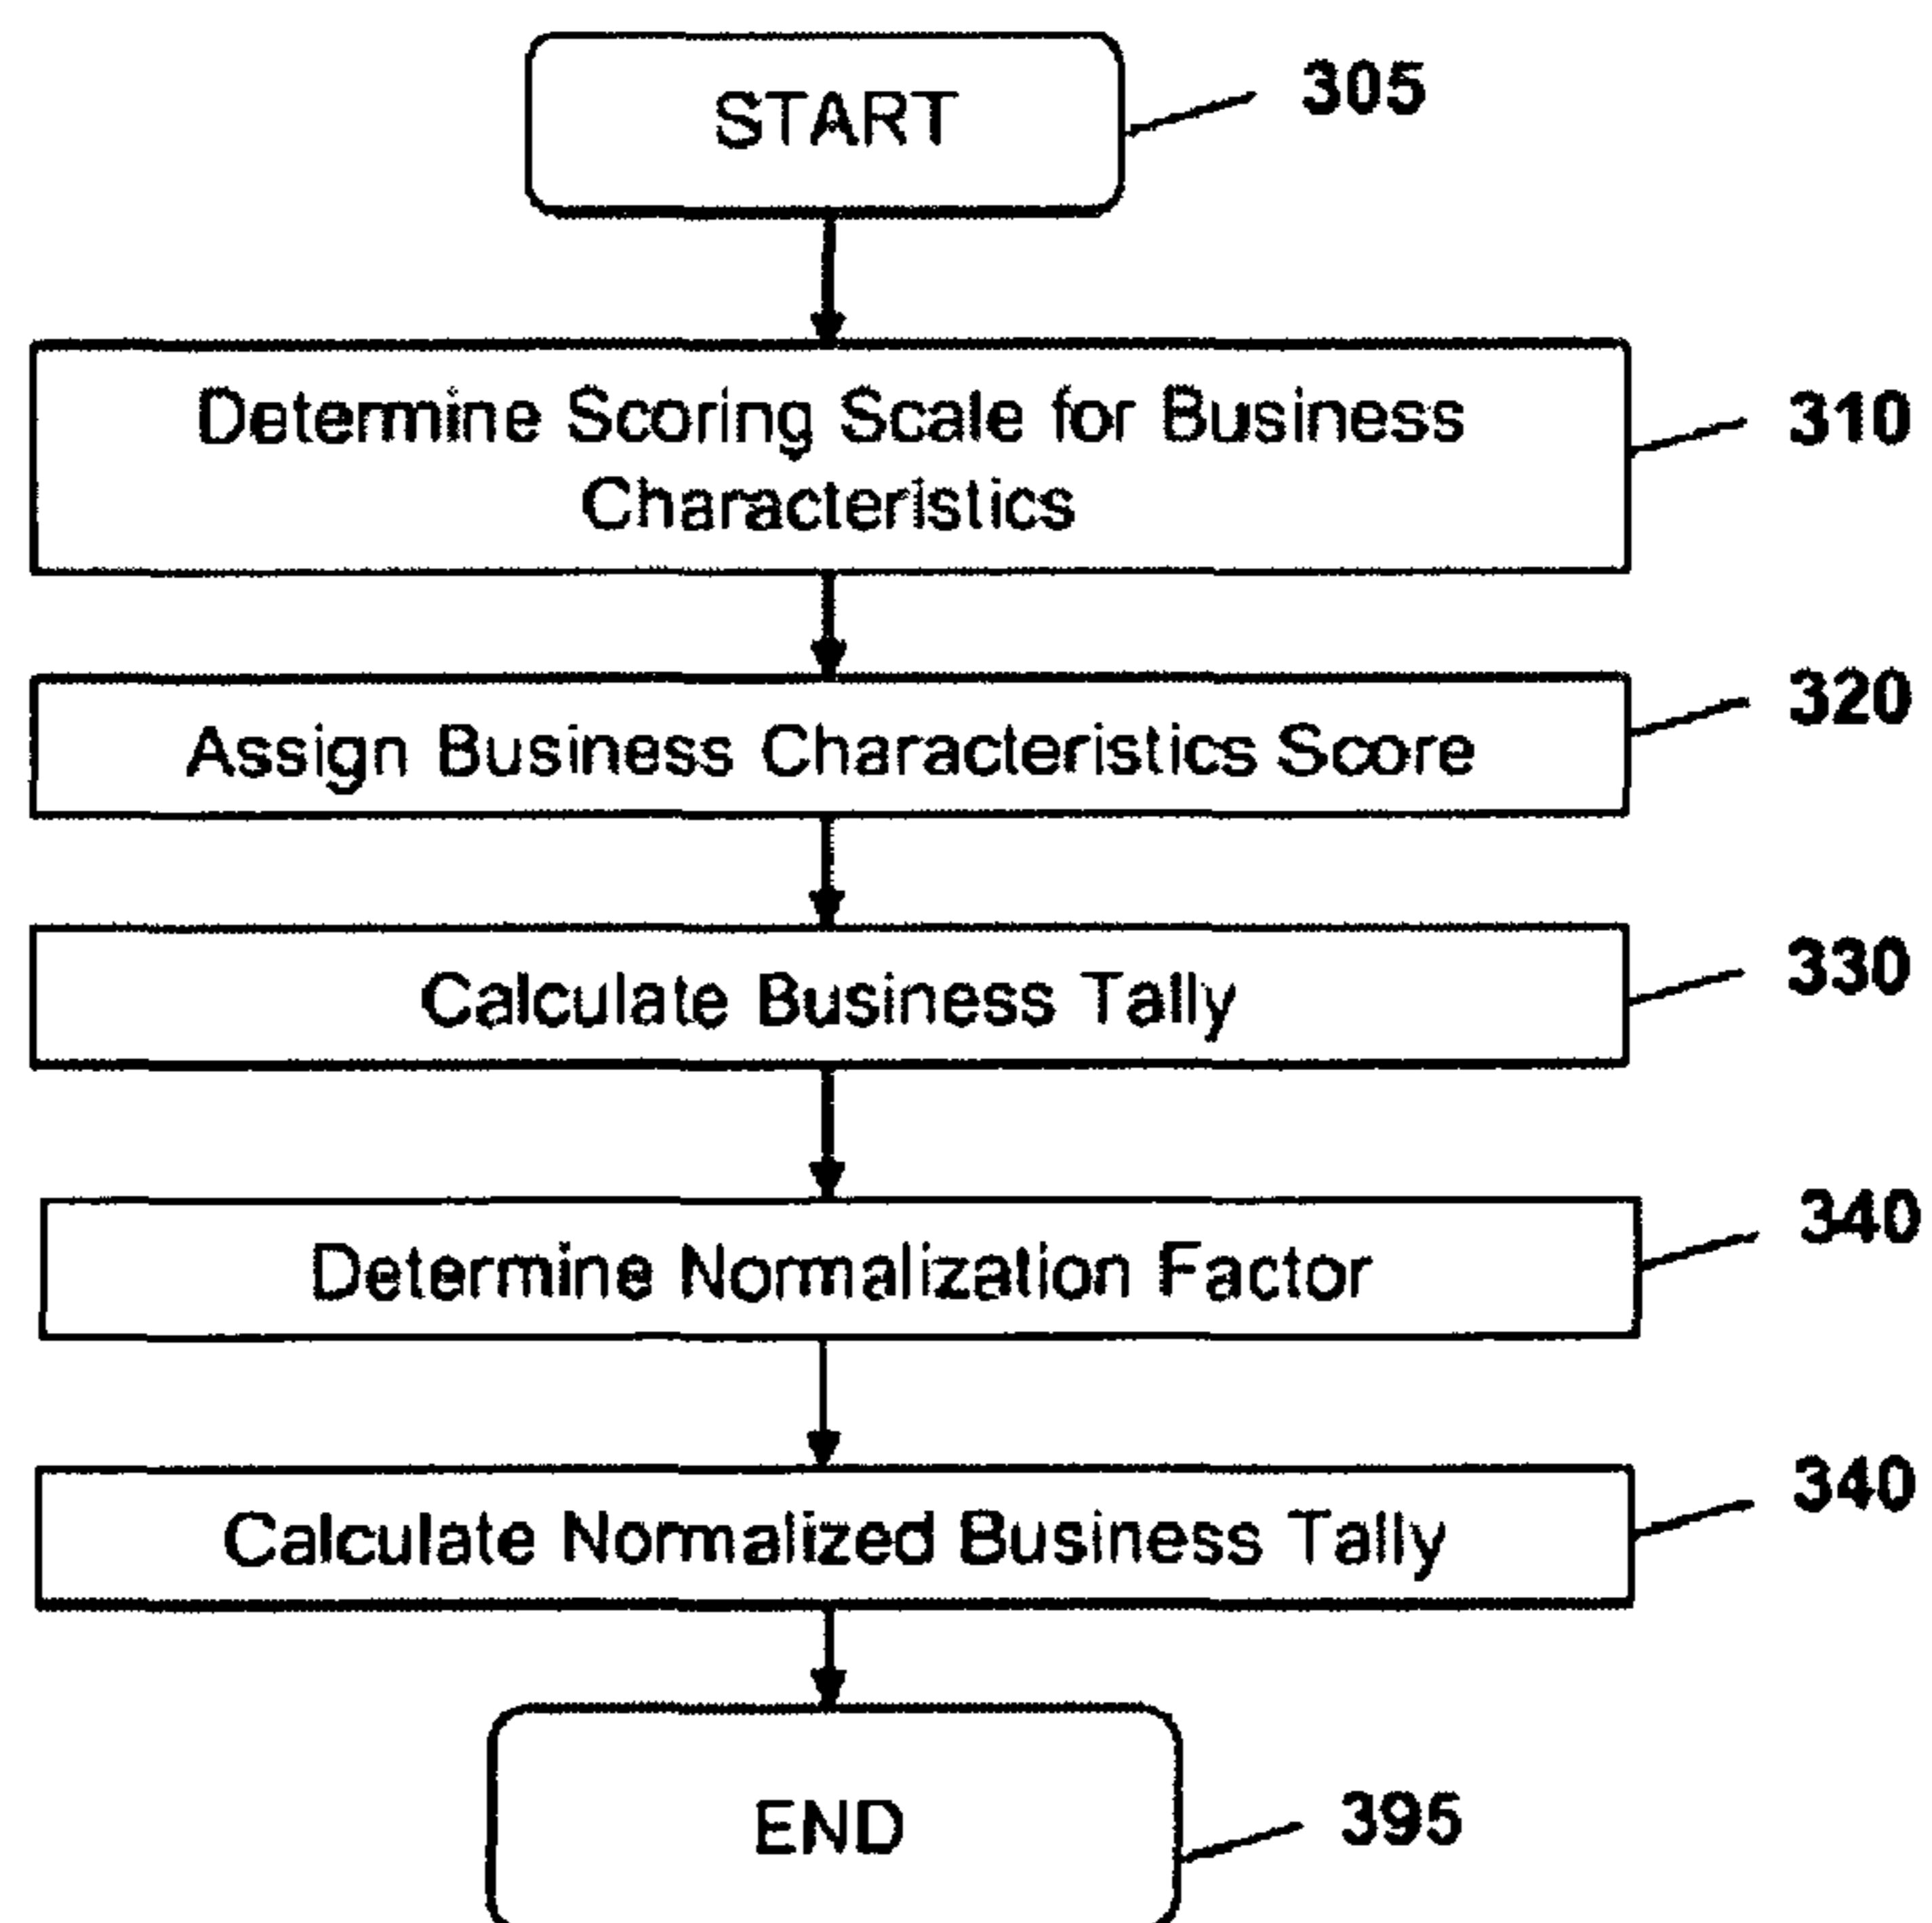 START
305
Determine Scoring Scale for Business
Characteristics
310
Assign Business Characteristics Score
320
Calculate Business Tally
330
Determine Normalization Factor
340
Calculate Normalized Business Tally
340
END
395